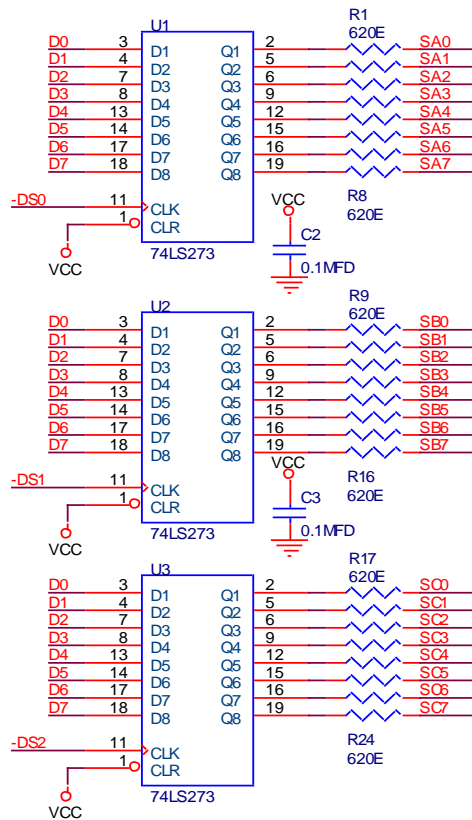 U1
R1
620E
D0 3 D1 Q1 2 SA0
D1 4 D2 Q2 5 SA1
D2 7 D3 Q3 6 SA2
D3 8 D4 Q4 9 SA3
D4 13 D5 Q5 12 SA4
D5 14 D6 Q6 15 SA5
D6 17 D7 Q7 16 SA6
D7 18 D8 Q8 19 SA7
R8
620E
-DS0 11 CLK
1 CLR
VCC
74LS273
VCC
C2
0.1MFD
U2
R9
620E
D0 3 D1 Q1 2 SB0
D1 4 D2 Q2 5 SB1
D2 7 D3 Q3 6 SB2
D3 8 D4 Q4 9 SB3
D4 13 D5 Q5 12 SB4
D5 14 D6 Q6 15 SB5
D6 17 D7 Q7 16 SB6
D7 18 D8 Q8 19 SB7
R16
620E
-DS1 11 CLK
1 CLR
VCC
74LS273
VCC
C3
0.1MFD
U3
R17
620E
D0 3 D1 Q1 2 SC0
D1 4 D2 Q2 5 SC1
D2 7 D3 Q3 6 SC2
D3 8 D4 Q4 9 SC3
D4 13 D5 Q5 12 SC4
D5 14 D6 Q6 15 SC5
D6 17 D7 Q7 16 SC6
D7 18 D8 Q8 19 SC7
R24
620E
-DS2 11 CLK
1 CLR
VCC
74LS273